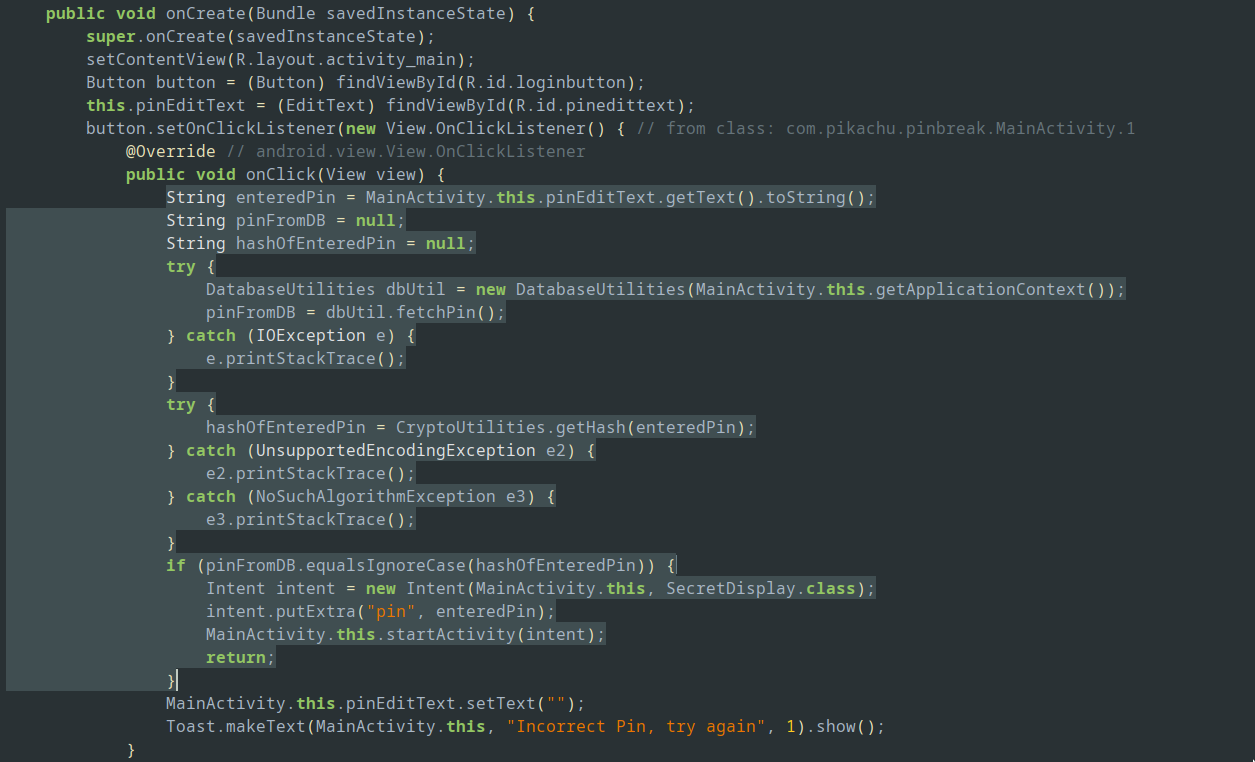 public void onCreate(Bundle savedInstanceState) {
super.onCreate(savedInstanceState);
setContentView(R.layout.activity_main);
Button button = (Button) findViewById(R.id.loginbutton);
this.pinEditText = (EditText) findViewById(R.id.pinedittext);
button.setOnClickListener(new View.OnClickListener() { // from class: com.pikachu.pinbreak.MainActivity.1
@Override // android.view.View.OnClickListener
public void onClick(View view) {
String enteredPin = MainActivity.this.pinEditText.getText().toString();
String pinFromDB = null;
String hashOfEnteredPin = null;
try {
DatabaseUtilities dbUtil = new DatabaseUtilities(MainActivity.this.getApplicationContext());
pinFromDB = dbUtil.fetchPin();
} catch (IOException e) {
e.printStackTrace();
}
try {
hashOfEnteredPin = CryptoUtilities.getHash(enteredPin);
} catch (UnsupportedEncodingException e2) {
e2.printStackTrace();
} catch (NoSuchAlgorithmException e3) {
e3.printStackTrace();
}
if (pinFromDB.equalsIgnoreCase(hashOfEnteredPin)) {
Intent intent = new Intent(MainActivity.this, SecretDisplay.class);
intent.putExtra("pin", enteredPin);
MainActivity.this.startActivity(intent);
return;
}
MainActivity.this.pinEditText.setText("");
Toast.makeText(MainActivity.this, "Incorrect Pin, try again", 1).show();
}